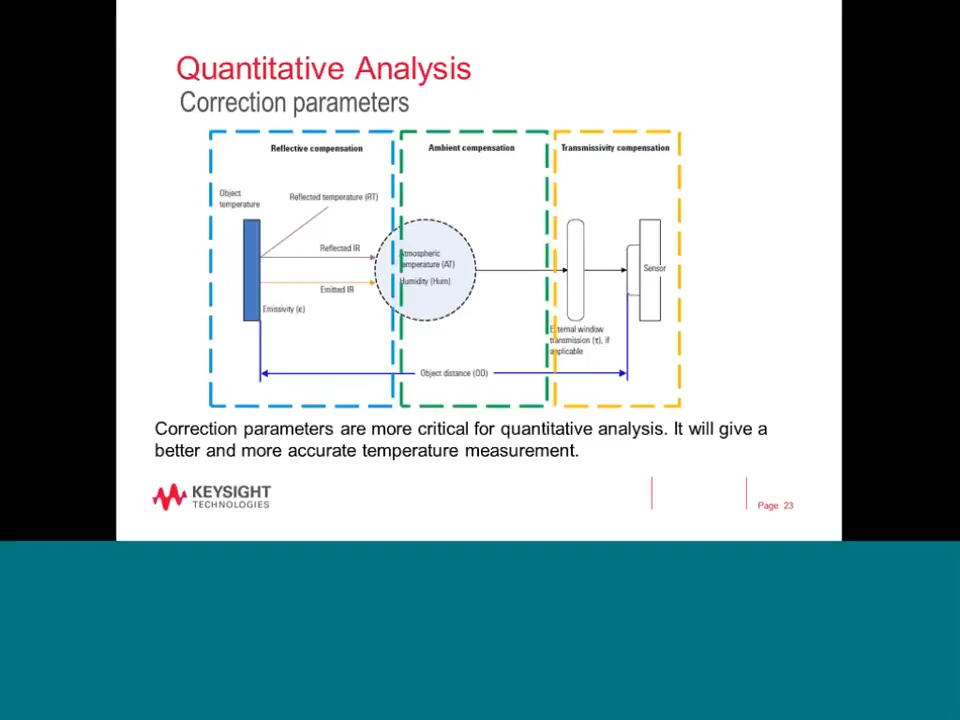 Quantitative Analysis
Correction parameters
Reflective compensation
Ambient compensation
Transmissivity compensation
Object
temperature
Reflected temperature (RT)
Reflected IR
Emitted IR
Emissivity (ε)
Atmospheric
temperature (AT)
Humidity (Hum)
Sensor
External window
transmission (τ), if
applicable
Object distance (OD)
Correction parameters are more critical for quantitative analysis. It will give a
better and more accurate temperature measurement.
KEYSIGHT
TECHNOLOGIES
Page 23